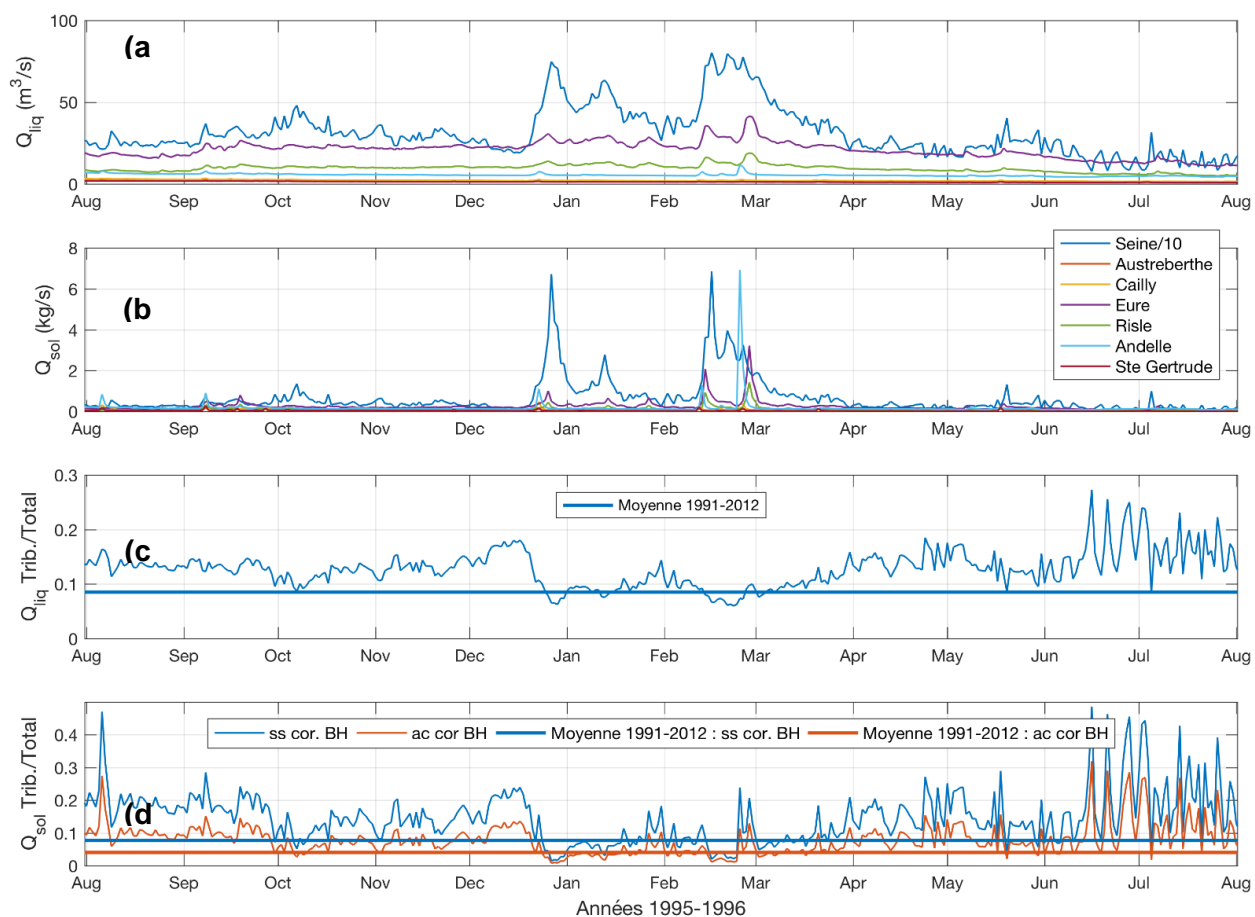 (a
100
50
0
Q_liq (m³/s)
Aug Sep Oct Nov Dec Jan Feb Mar Apr May Jun Jul Aug
(b
8
6
4
2
0
Q_sol (kg/s)
Seine/10
Austreberthe
Cailly
Eure
Risle
Andelle
Ste Gertrude
Aug Sep Oct Nov Dec Jan Feb Mar Apr May Jun Jul Aug
(c
0.3
0.2
0.1
0
Q_liq Trib./Total
Moyenne 1991-2012
Aug Sep Oct Nov Dec Jan Feb Mar Apr May Jun Jul Aug
(d
0.4
0.3
0.2
0.1
0
Q_sol Trib./Total
ss cor. BH ac cor BH Moyenne 1991-2012 : ss cor. BH Moyenne 1991-2012 : ac cor BH
Aug Sep Oct Nov Dec Jan Feb Mar Apr May Jun Jul Aug
Années 1995-1996